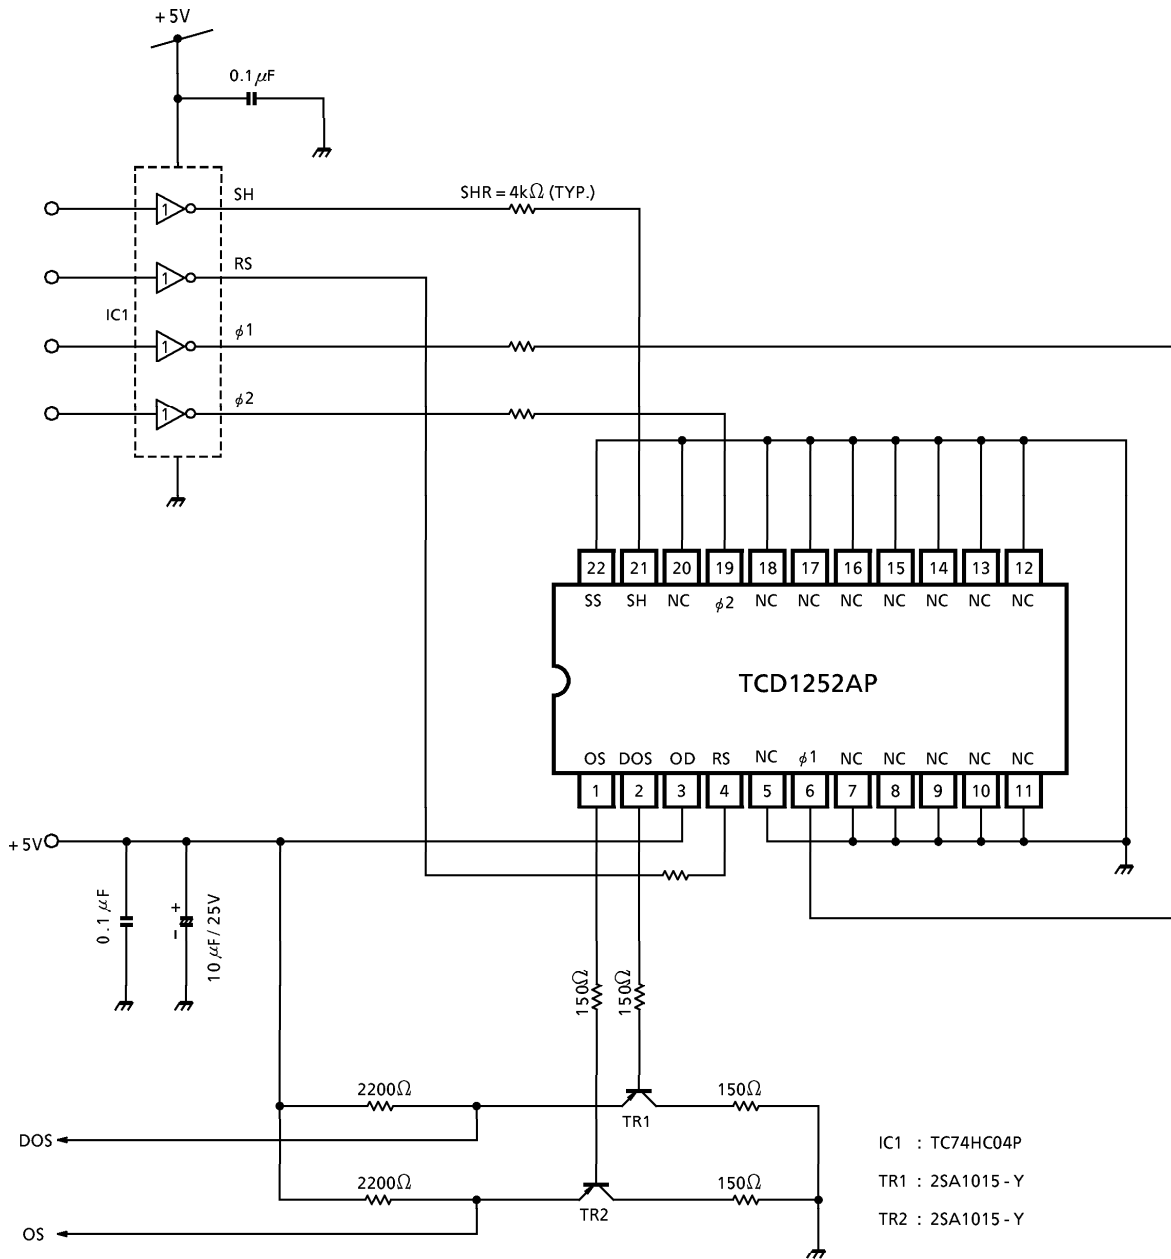 +5V
0.1μF
SH
SHR = 4kΩ (TYP.)
1
RS
1
IC1
φ1
1
φ2
1
22 21 20 19 18 17 16 15 14 13 12
SS SH NC φ2 NC NC NC NC NC NC NC
TCD1252AP
OS DOS OD RS NC φ1 NC NC NC NC NC
1 2 3 4 5 6 7 8 9 10 11
+5V
0.1μF
+
-
10μF/25V
150Ω
150Ω
2200Ω
150Ω
TR1
DOS
2200Ω
150Ω
TR2
OS
IC1 : TC74HC04P
TR1 : 2SA1015-Y
TR2 : 2SA1015-Y